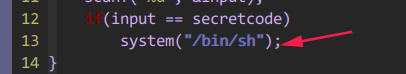 12 if(input == secretcode)
13 system("/bin/sh");
14 }